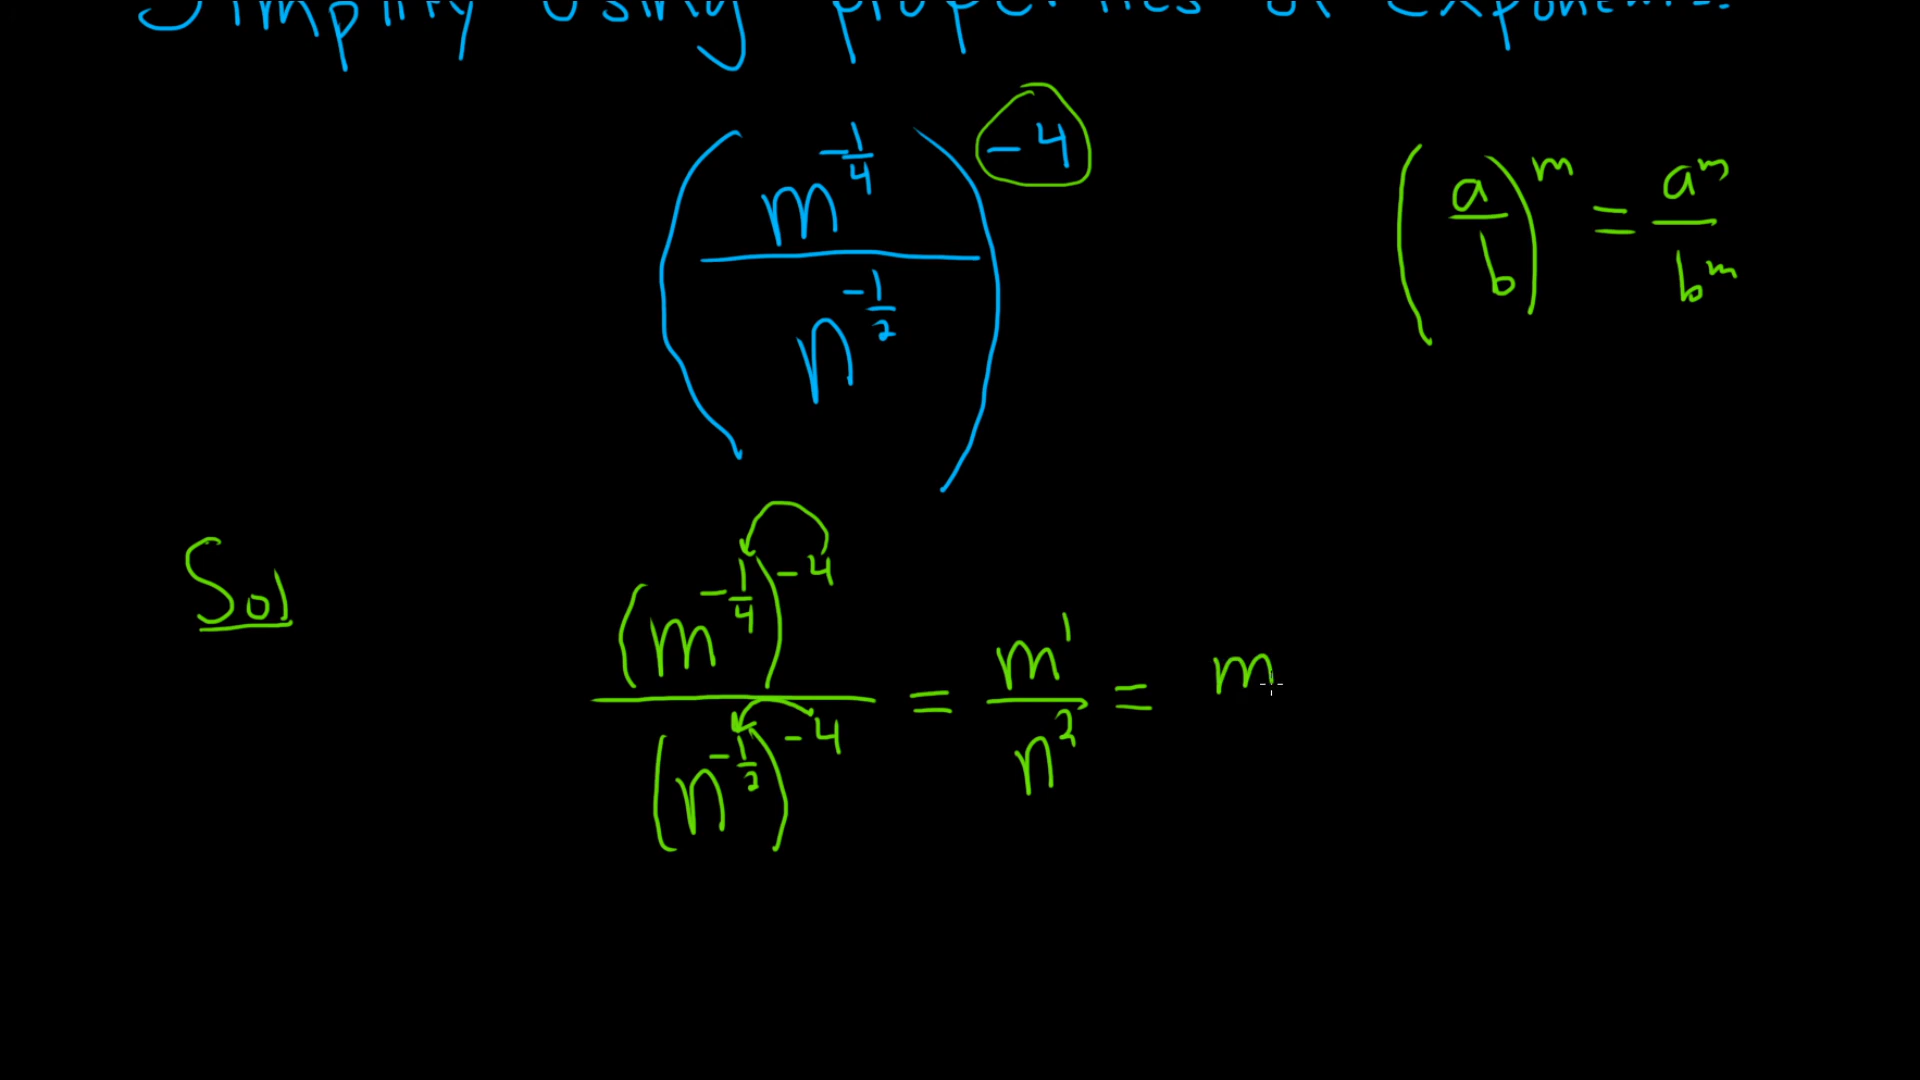 Simplify using properties of exponents.
(m^{-1/4} / n^{-1/2})^{-4}
(a/b)^m = a^m/b^m
Sol
(m^{-1/4})^{-4} / (n^{-1/2})^{-4} = m^1/n^2 = m